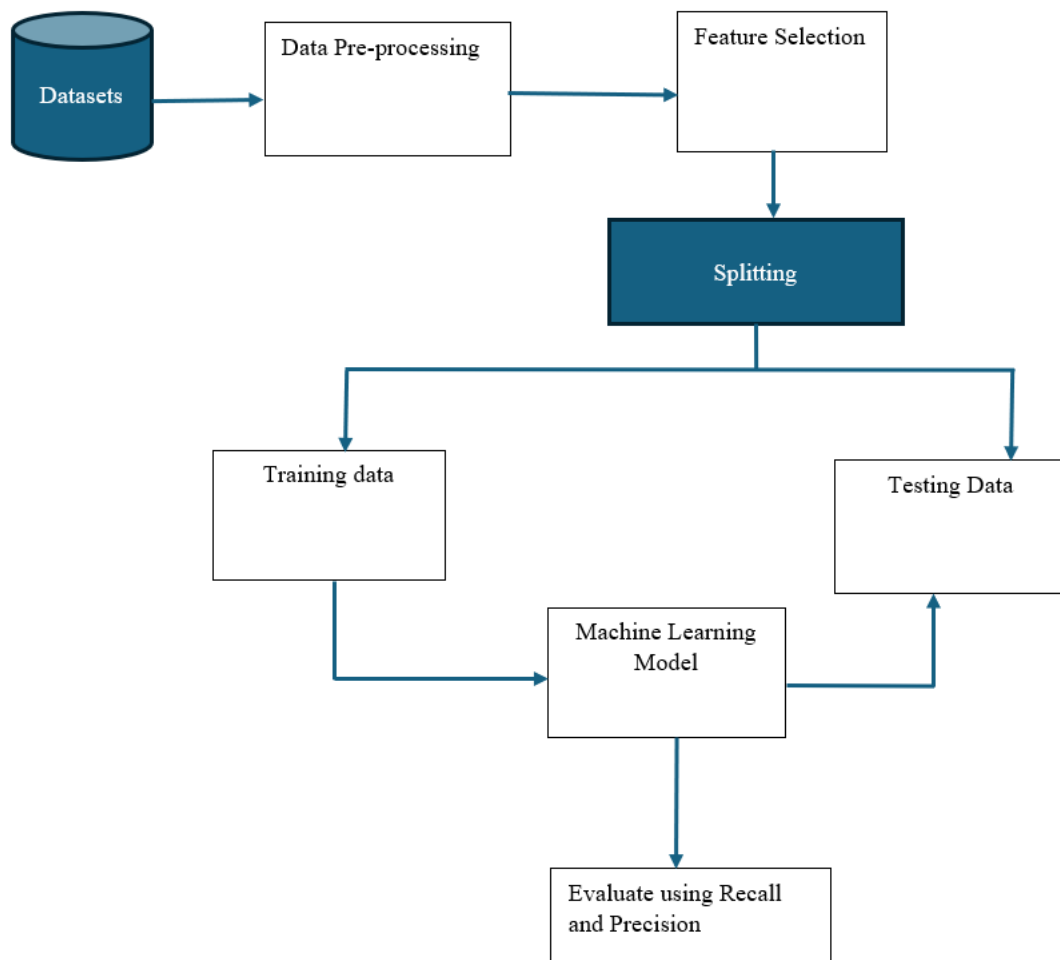 Datasets
Data Pre-processing
Feature Selection
Splitting
Training data
Testing Data
Machine Learning
Model
Evaluate using Recall
and Precision